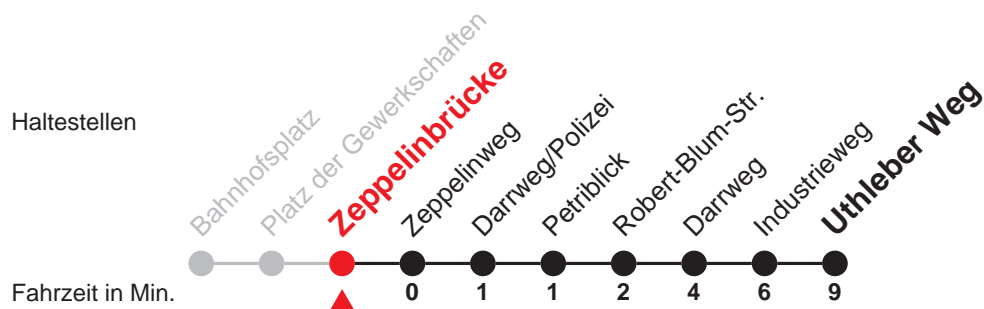 Haltestellen
Bahnhofsplatz
Platz der Gewerkschaften
Zeppelinbrücke
Zeppelinweg
Darrweg/Polizei
Petriblick
Robert-Blum-Str.
Darrweg
Industrieweg
Uthleber Weg
Fahrzeit in Min.
0 1 1 2 4 6 9